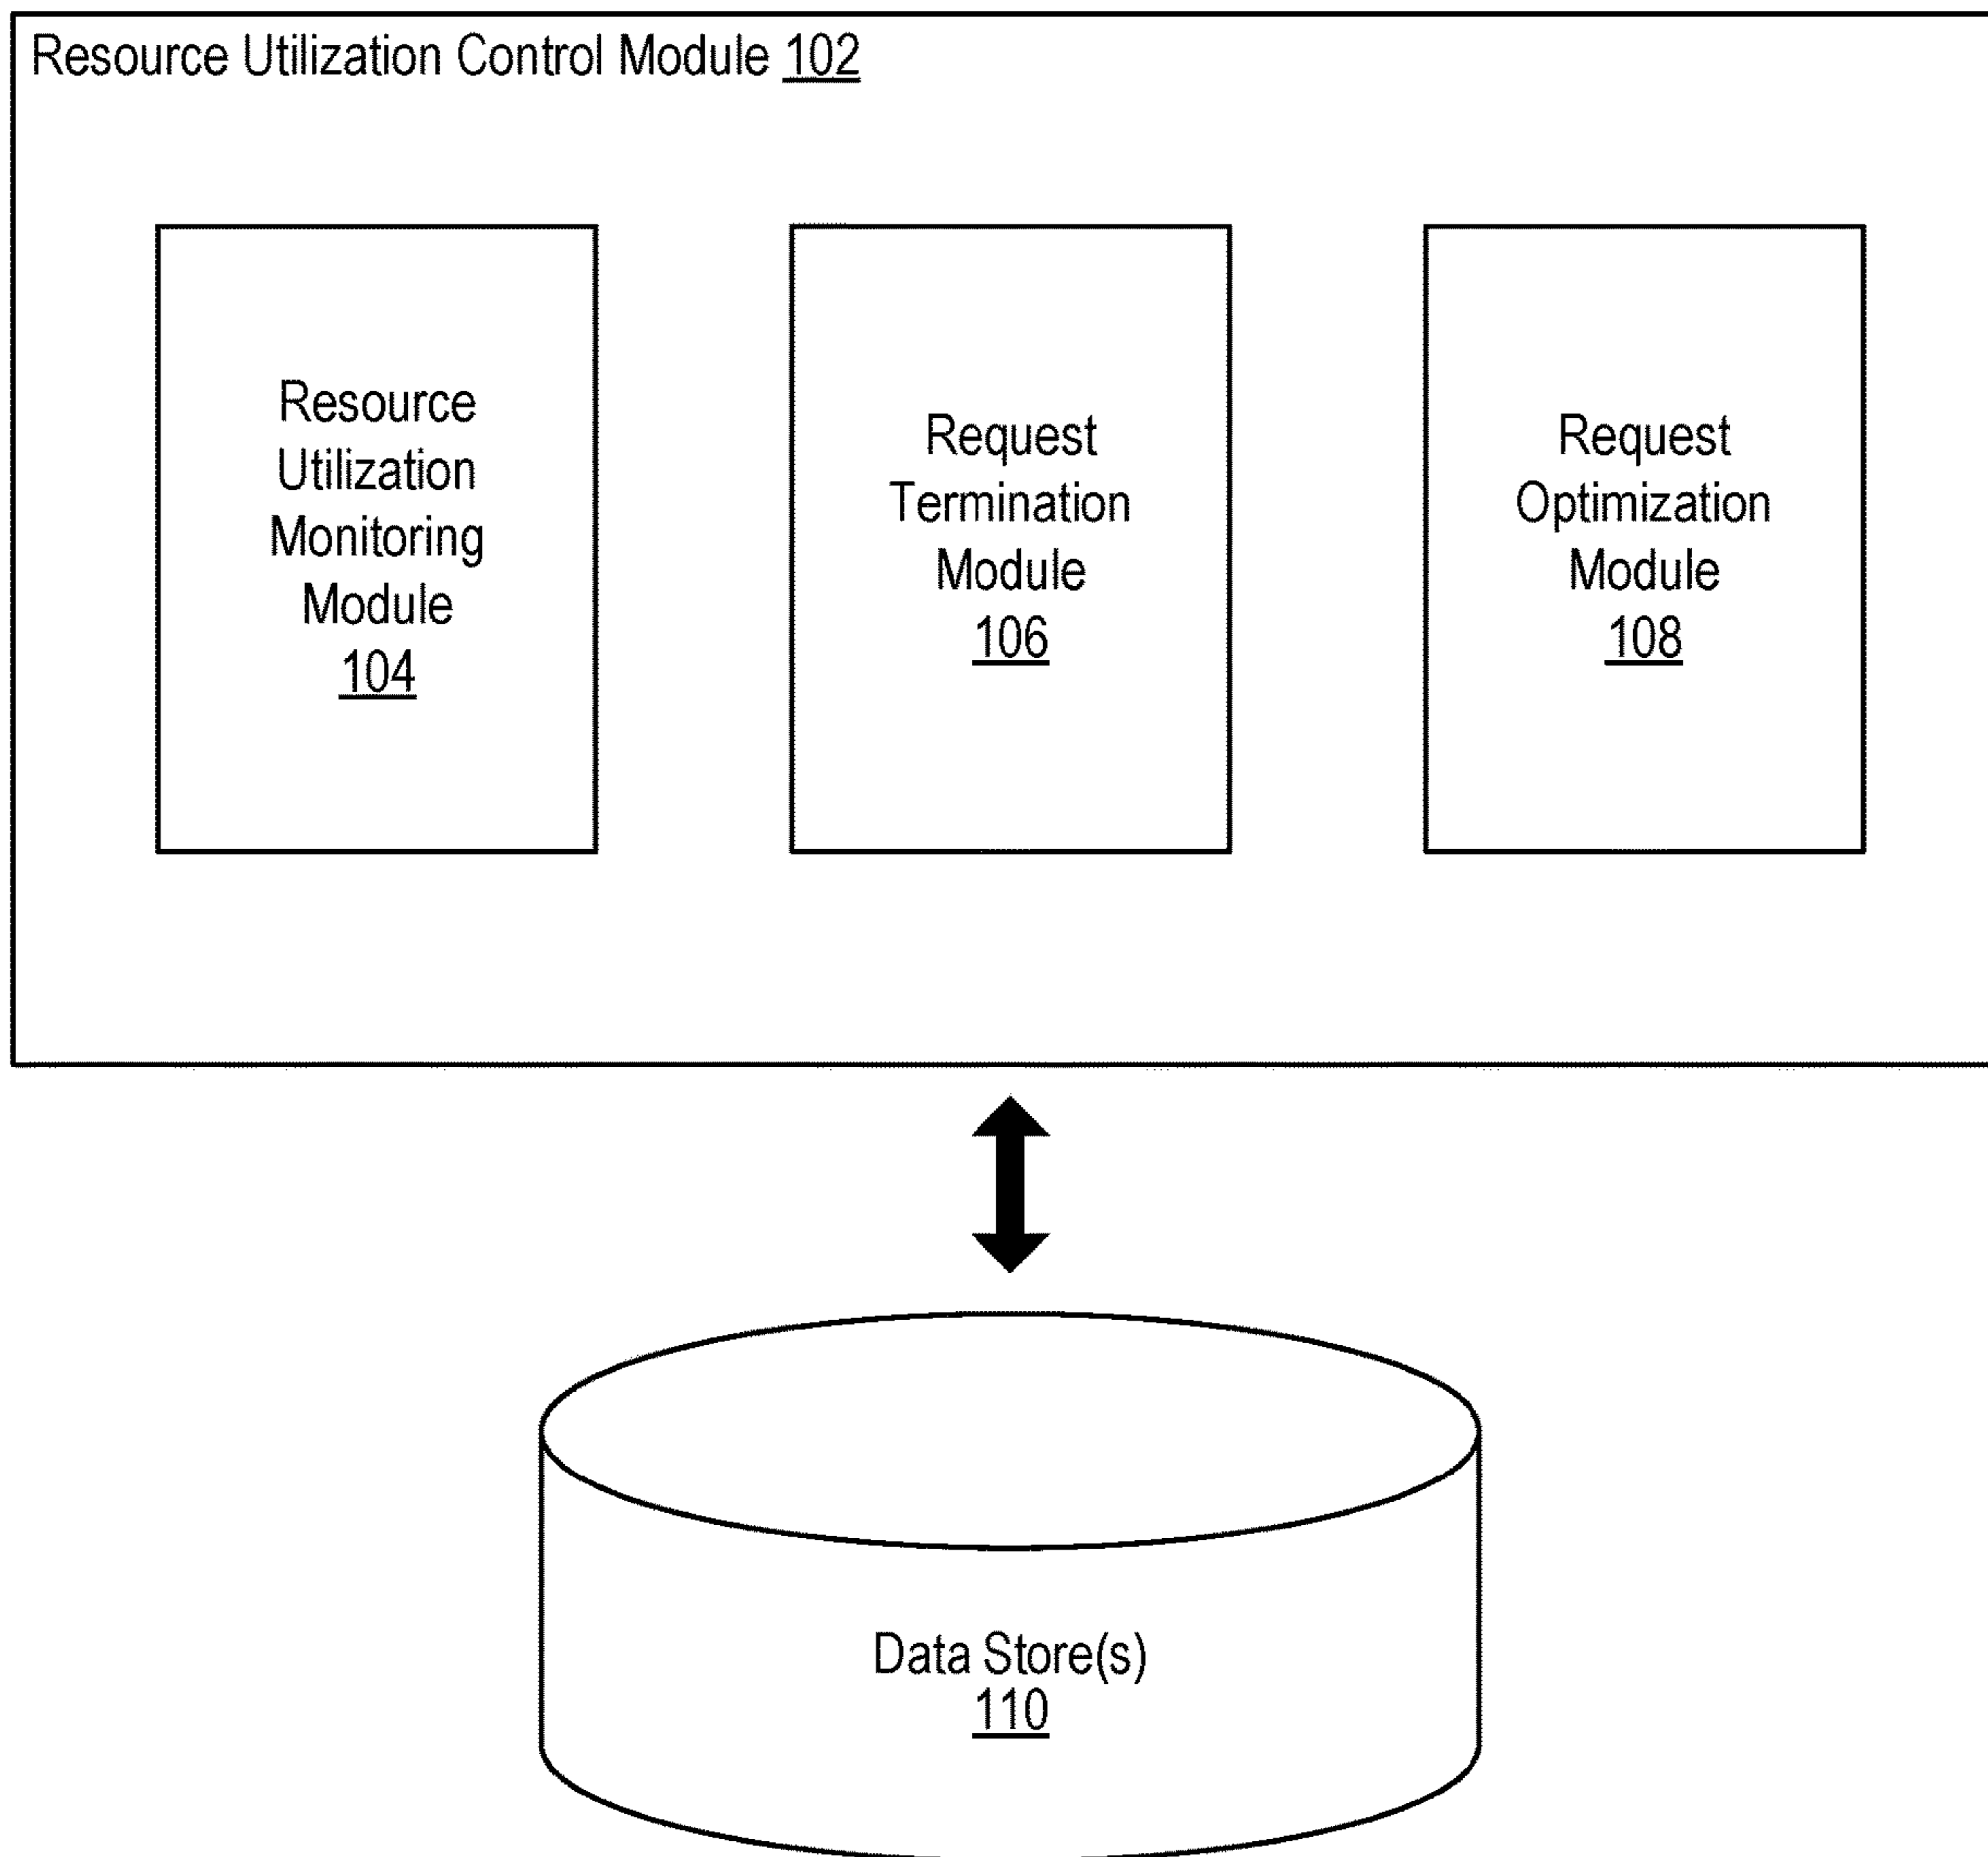 Resource Utilization Control Module 102
Resource
Utilization
Monitoring
Module
104
Request
Termination
Module
106
Request
Optimization
Module
108
Data Store(s)
110